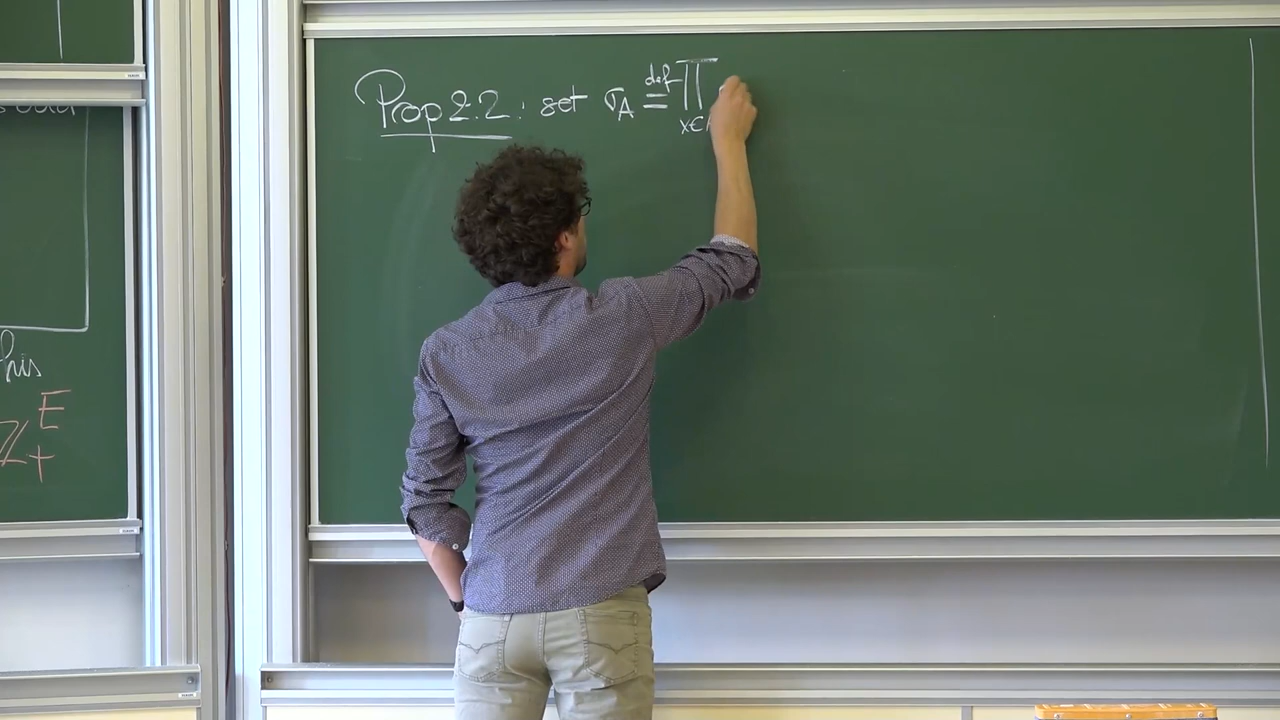 his
Z₊ᴱ
Prop 2.2 : set σ_A ≝ ∏_{x∈